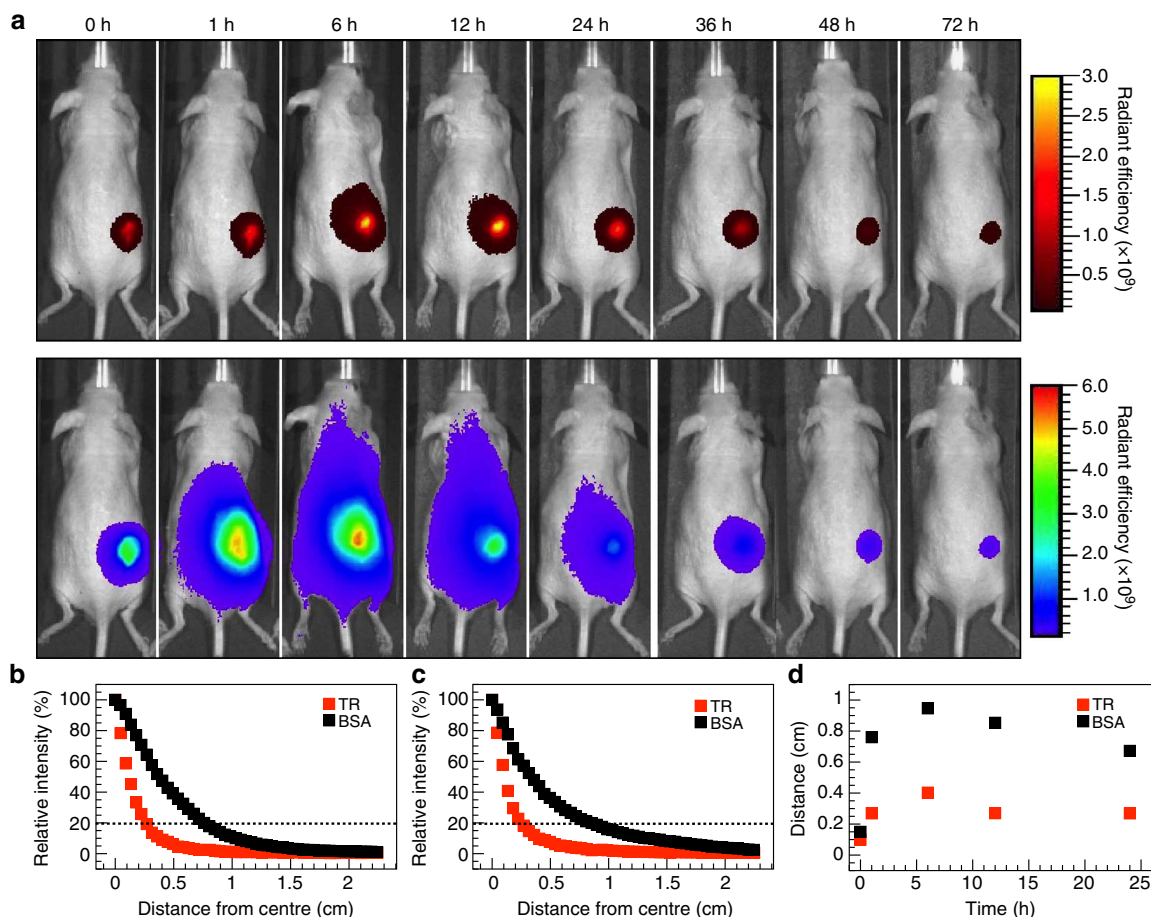 a
0 h 1 h 6 h 12 h 24 h 36 h 48 h 72 h
3.0
2.0
1.5
1.0
0.5
Radiant efficiency (×10⁹)
6.0
5.0
4.0
3.0
2.0
1.0
Radiant efficiency (×10⁹)
b
Relative intensity (%)
100
80
60
40
20
0
TR
BSA
0 0.5 1 1.5 2
Distance from centre (cm)
c
Relative intensity (%)
100
80
60
40
20
0
TR
BSA
0 0.5 1 1.5 2
Distance from centre (cm)
d
Distance (cm)
1
0.8
0.6
0.4
0.2
0
TR
BSA
0 5 10 15 20 25
Time (h)